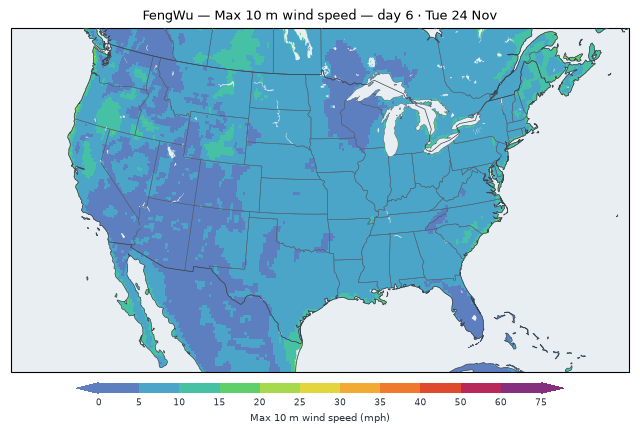 FengWu — Max 10 m wind speed — day 6 · Tue 24 Nov
0 5 10 15 20 25 30 35 40 50 60 75
Max 10 m wind speed (mph)